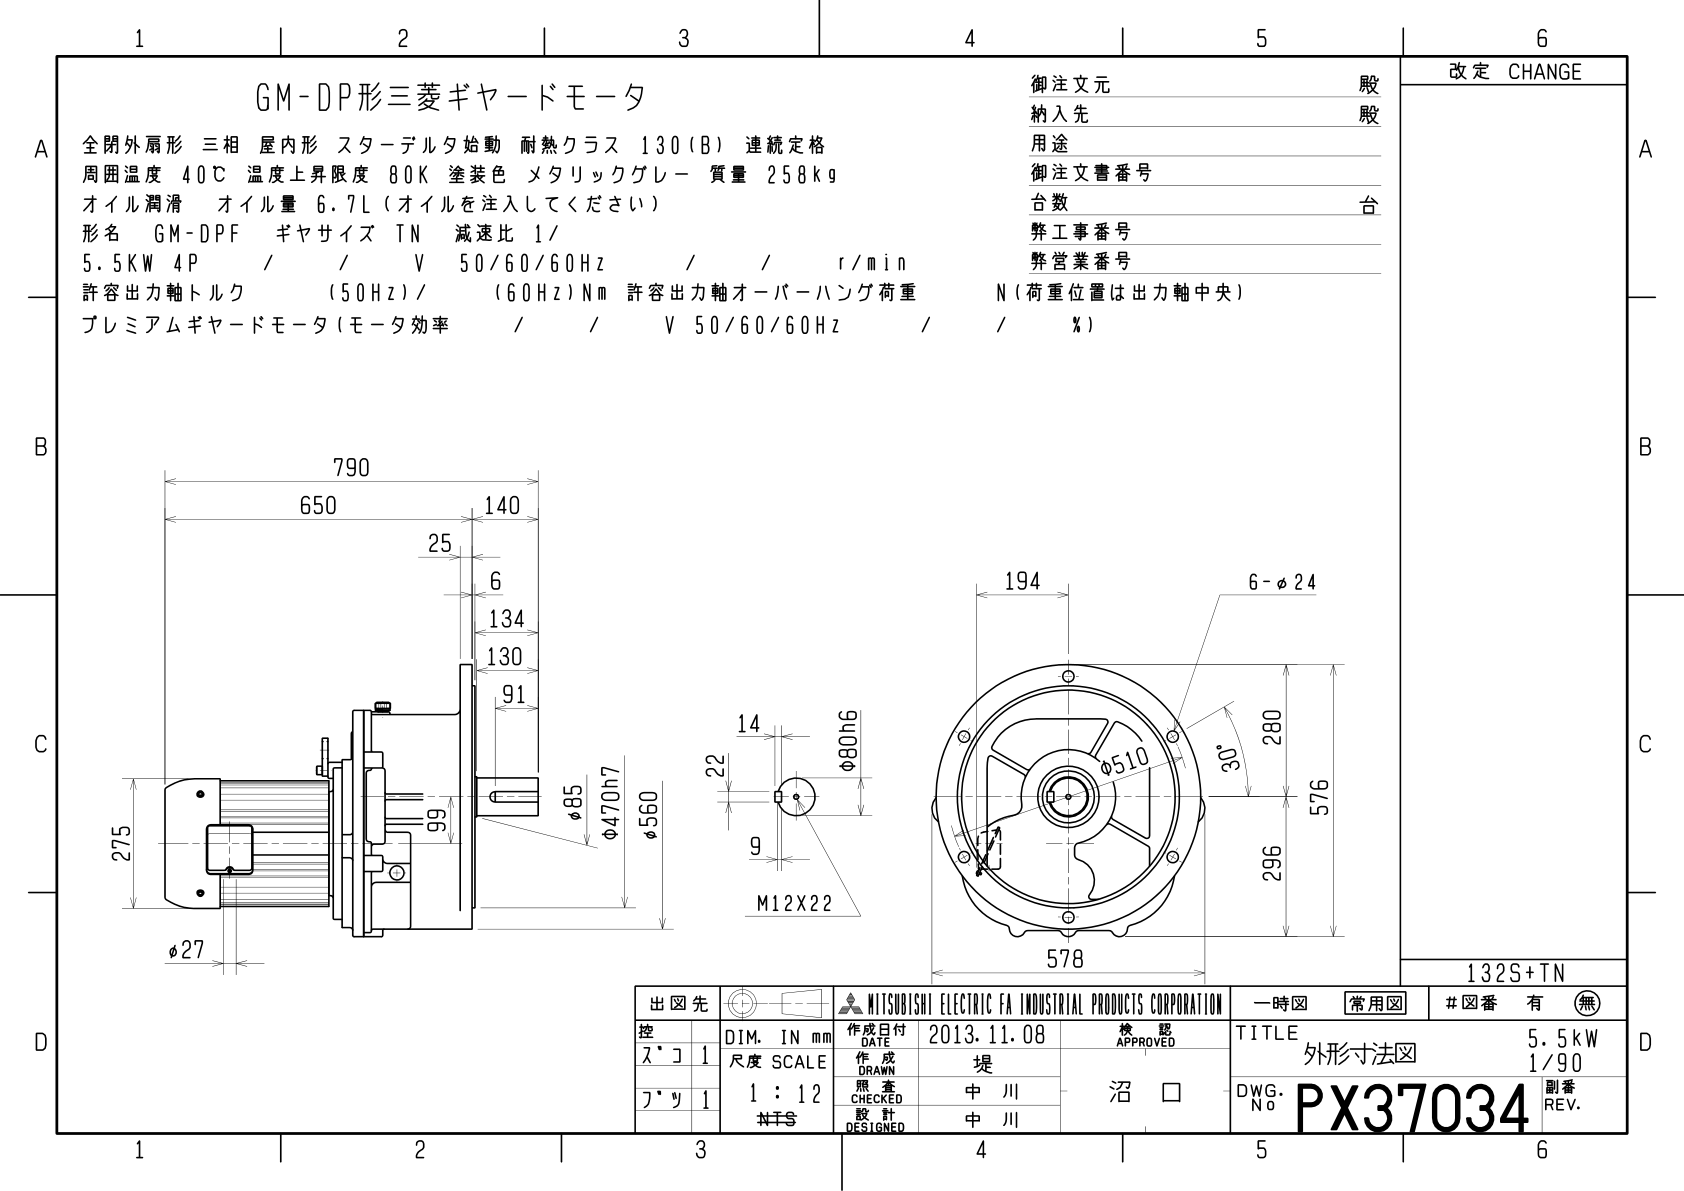 1 2 3 4 5 6
改定 CHANGE
GM-DP形三菱ギヤードモータ
全閉外扇形 三相 屋内形 スターデルタ始動 耐熱クラス 130(B) 連続定格
周囲温度 40℃ 温度上昇限度 80K 塗装色 メタリックグレー 質量 258kg
オイル潤滑 オイル量 6.7L(オイルを注入してください)
形名 GM-DPF ギヤサイズ TN 減速比 1/
5.5KW 4P / / V 50/60/60Hz / / r/min
許容出力軸トルク (50Hz)/ (60Hz)Nm 許容出力軸オーバーハング荷重 N(荷重位置は出力軸中央)
プレミアムギヤードモータ(モータ効率 / / V 50/60/60Hz / / %)
御注文元 殿
納入先 殿
用途
御注文書番号
台数 台
弊工事番号
弊営業番号
A A
B B
C C
D D
790
650 140
25
6
134
130
91
275
99
φ85
φ470h7
φ560
φ27
14
22
φ80h6
9
M12X22
194
6-φ24
φ510
30°
280
576
296
578
132S+TN
出図先
控
ズコ 1
プツ 1
DIM. IN mm
尺度 SCALE
1 : 12
NTS
MITSUBISHI ELECTRIC FA INDUSTRIAL PRODUCTS CORPORATION
作成日付 DATE 2013.11.08
作成 DRAWN 堤
照査 CHECKED 中川
設計 DESIGNED 中川
検認 APPROVED
沼口
一時図 常用図 #図番 有 無
TITLE 外形寸法図 5.5kW 1/90
DWG. No PX37034
副番 REV.
1 2 3 4 5 6